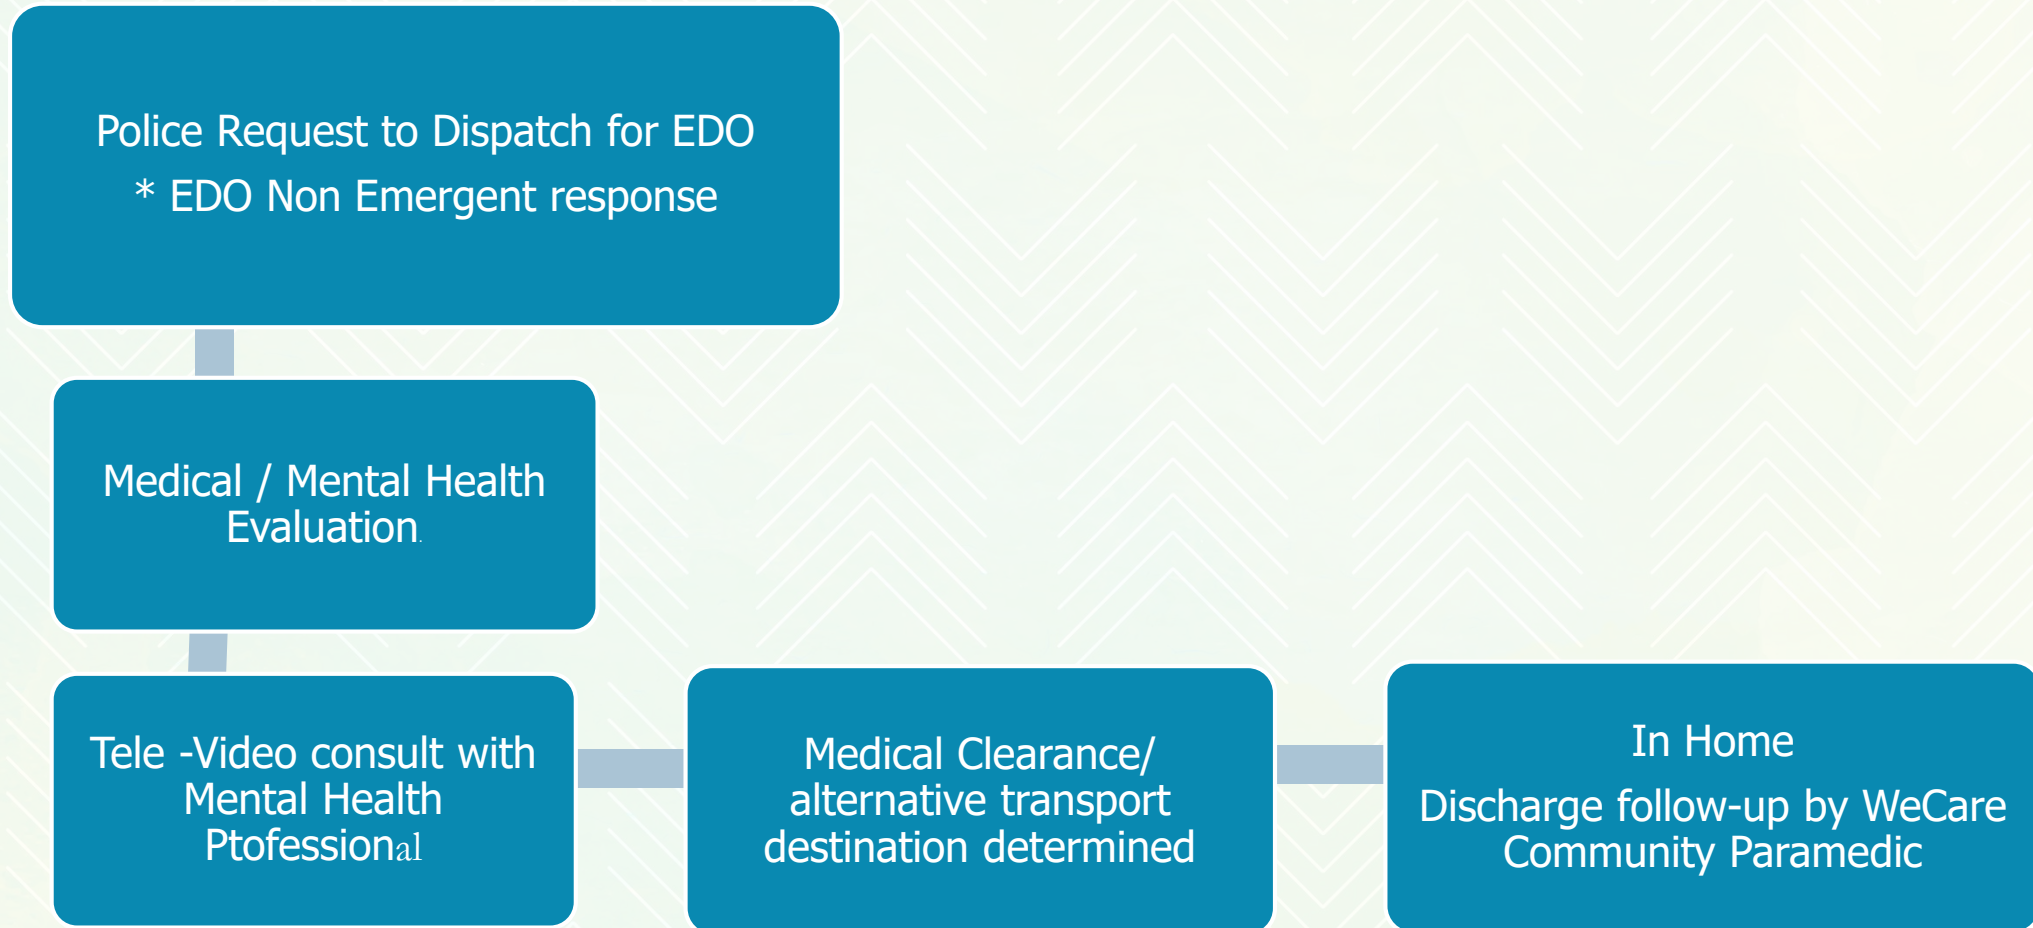 Police Request to Dispatch for EDO
* EDO Non Emergent response
Medical / Mental Health
Evaluation.
Tele -Video consult with
Mental Health
Ptofessional
Medical Clearance/
alternative transport
destination determined
In Home
Discharge follow-up by WeCare
Community Paramedic